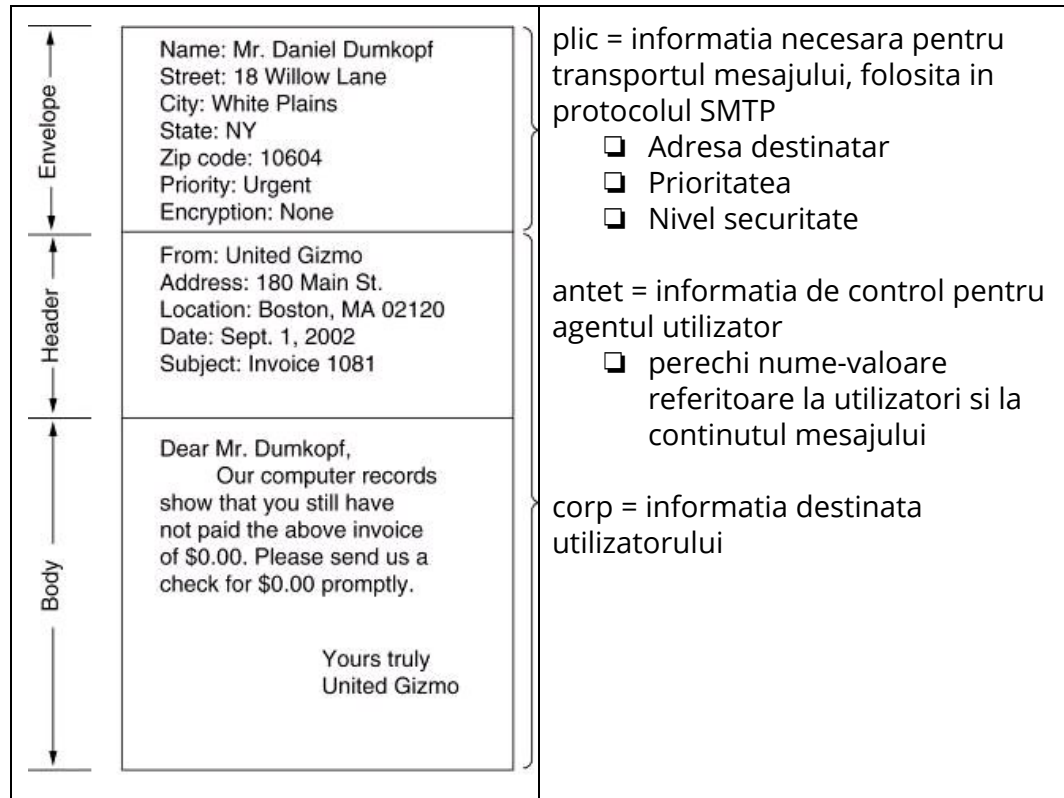 Envelope
Name: Mr. Daniel Dumkopf
Street: 18 Willow Lane
City: White Plains
State: NY
Zip code: 10604
Priority: Urgent
Encryption: None
Header
From: United Gizmo
Address: 180 Main St.
Location: Boston, MA 02120
Date: Sept. 1, 2002
Subject: Invoice 1081
Body
Dear Mr. Dumkopf,
Our computer records
show that you still have
not paid the above invoice
of $0.00. Please send us a
check for $0.00 promptly.
Yours truly
United Gizmo
plic = informatia necesara pentru
transportul mesajului, folosita in
protocolul SMTP
❏ Adresa destinatar
❏ Prioritatea
❏ Nivel securitate
antet = informatia de control pentru
agentul utilizator
❏ perechi nume-valoare
referitoare la utilizatori si la
continutul mesajului
corp = informatia destinata
utilizatorului